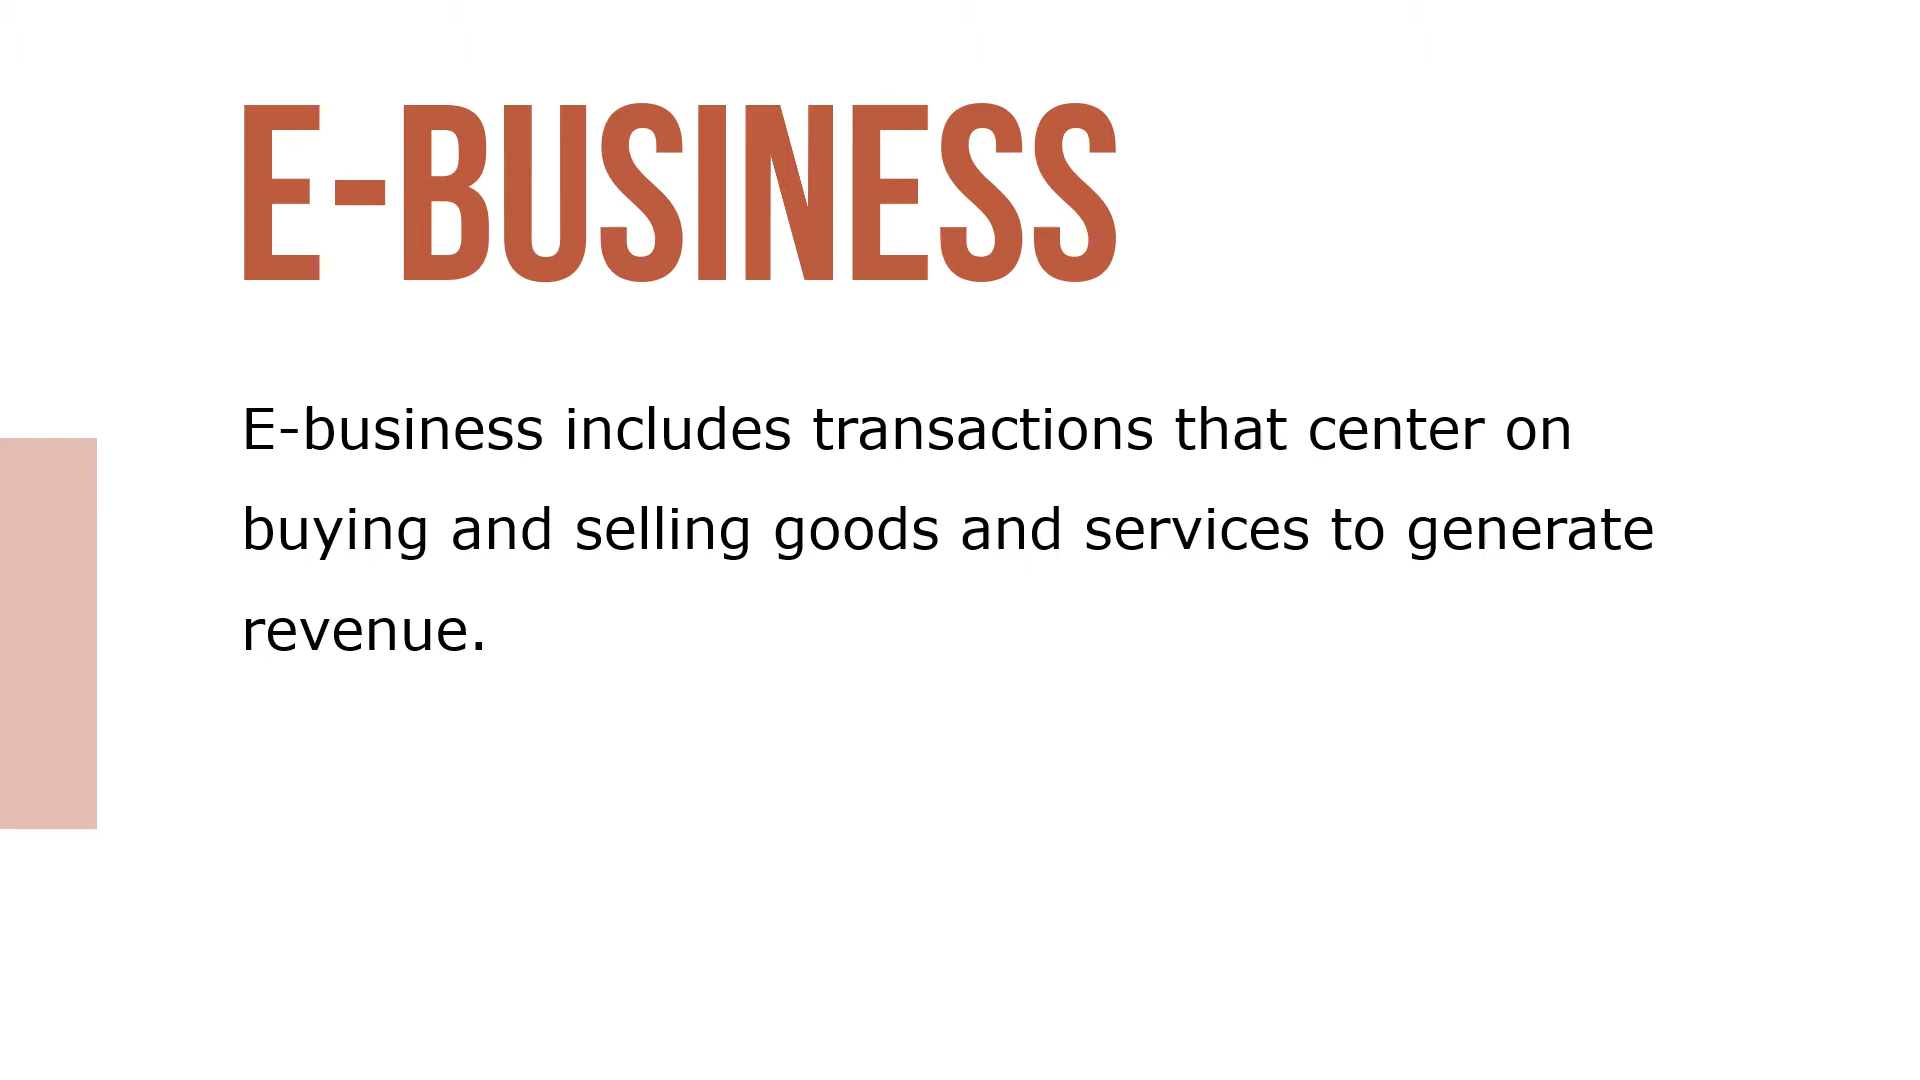 E-BUSINESS
E-business includes transactions that center on
buying and selling goods and services to generate
revenue.